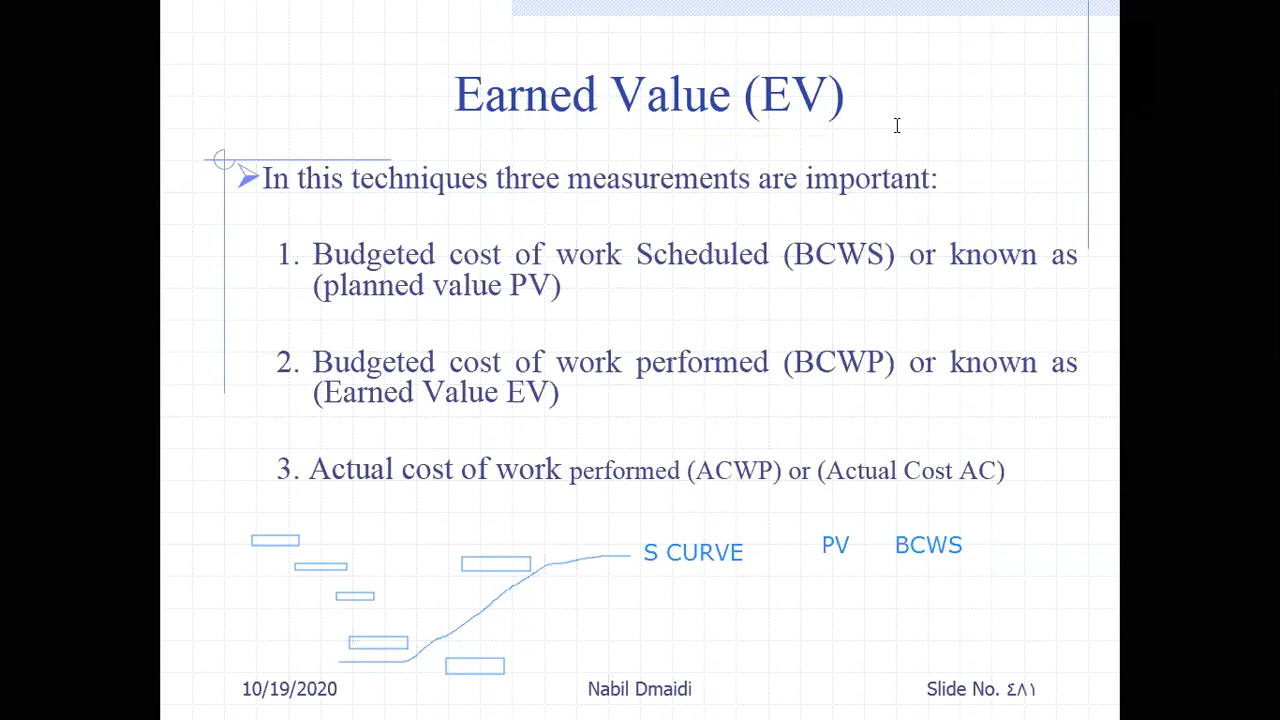 Earned Value (EV)
In this techniques three measurements are important:
1. Budgeted cost of work Scheduled (BCWS) or known as
(planned value PV)
2. Budgeted cost of work performed (BCWP) or known as
(Earned Value EV)
3. Actual cost of work performed (ACWP) or (Actual Cost AC)
S CURVE PV BCWS
10/19/2020 Nabil Dmaidi Slide No. ٤٨١